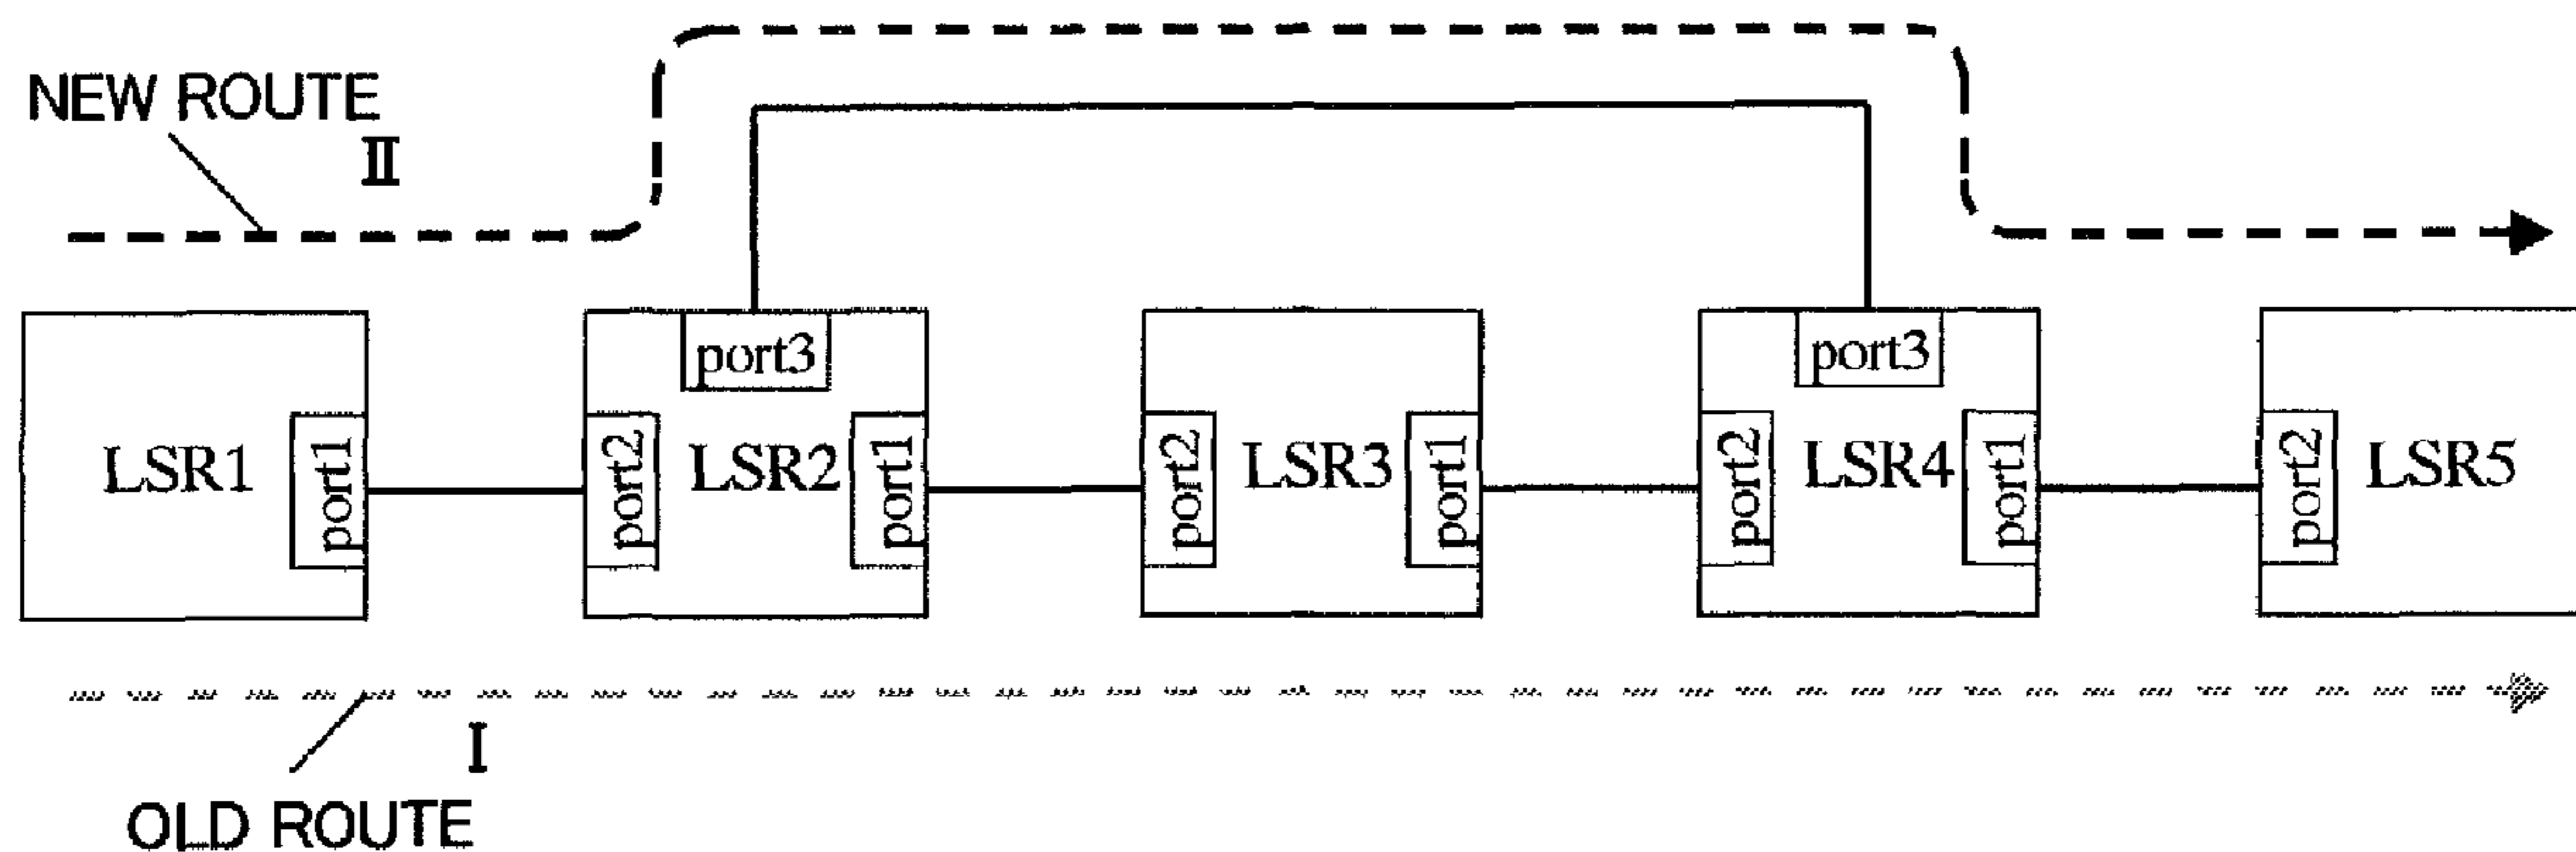 NEW ROUTE
II
port3
port3
LSR1
port1
port2
LSR2
port1
port2
LSR3
port1
port2
LSR4
port1
port2
LSR5
I
OLD ROUTE